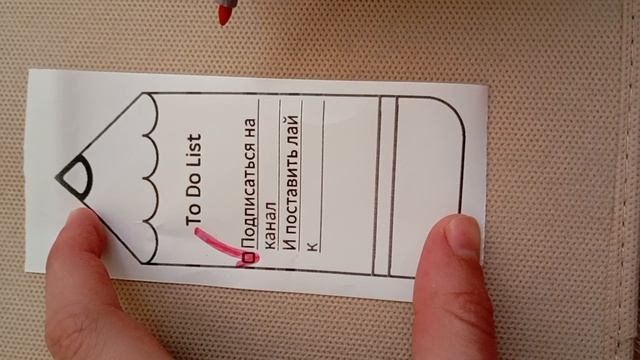 To Do List
Подписаться на
канал
И поставить лай
к